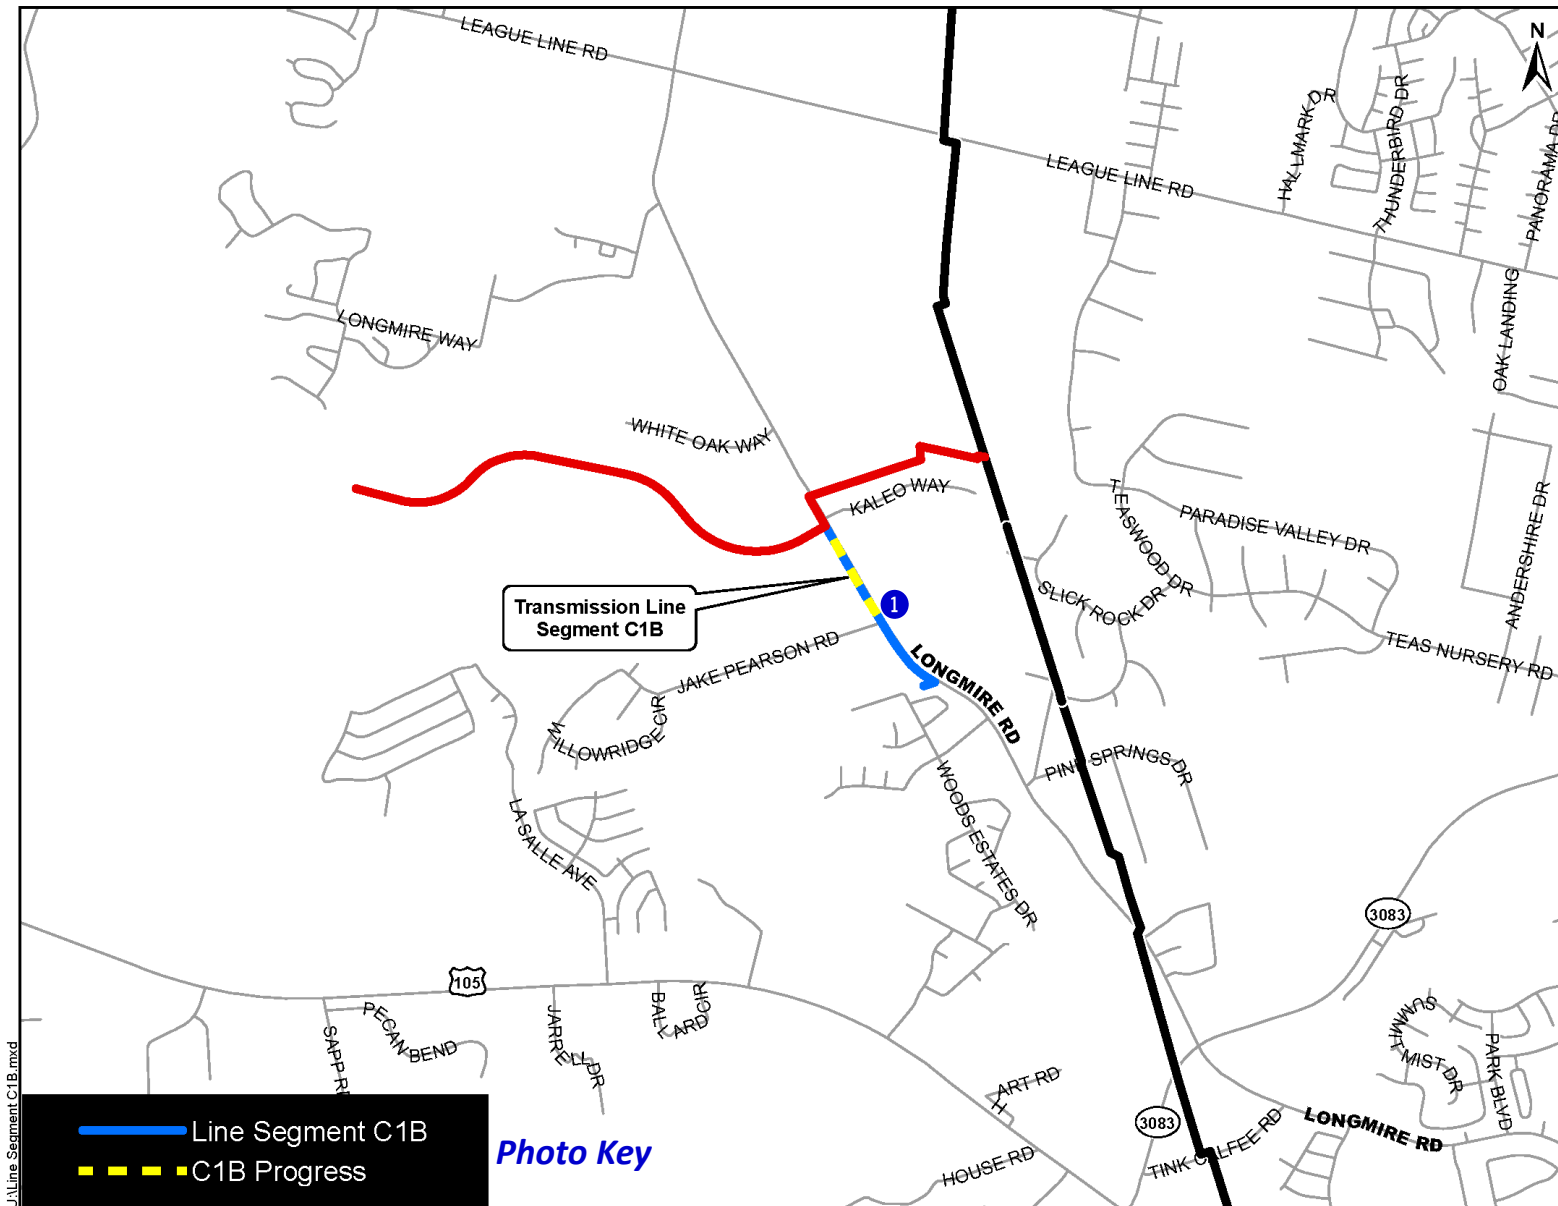 N
LEAGUE LINE RD
LEAGUE LINE RD
HALLMARK DR
THUNDERBIRD DR
PANORAMA DR
OAK LANDING
LONGMIRE WAY
WHITE OAK WAY
KALEO WAY
TEASWOOD DR
PARADISE VALLEY DR
ANDERSHIRE DR
SLICK ROCK DR
TEAS NURSERY RD
Transmission Line
Segment C1B
1
JAKE PEARSON RD
LONGMIRE RD
WILLOWRIDGE CIR
PINE SPRINGS DR
WOODS ESTATES DR
LA SALLE AVE
3083
105
PECAN BEND
SAPP RD
JARRELL DR
BALLARD CIR
SUMMIT MIST DR
PARK BLVD
ART RD
H
3083
TINK CALFEE RD
LONGMIRE RD
HOUSE RD
Line Segment C1B
C1B Progress
Photo Key
J:\Line Segment C1B.mxd